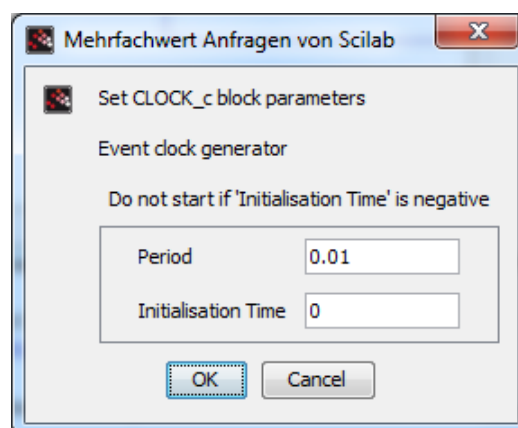 Mehrfachwert Anfragen von Scilab
Set CLOCK_c block parameters
Event clock generator
Do not start if 'Initialisation Time' is negative
Period 0.01
Initialisation Time 0
OK Cancel